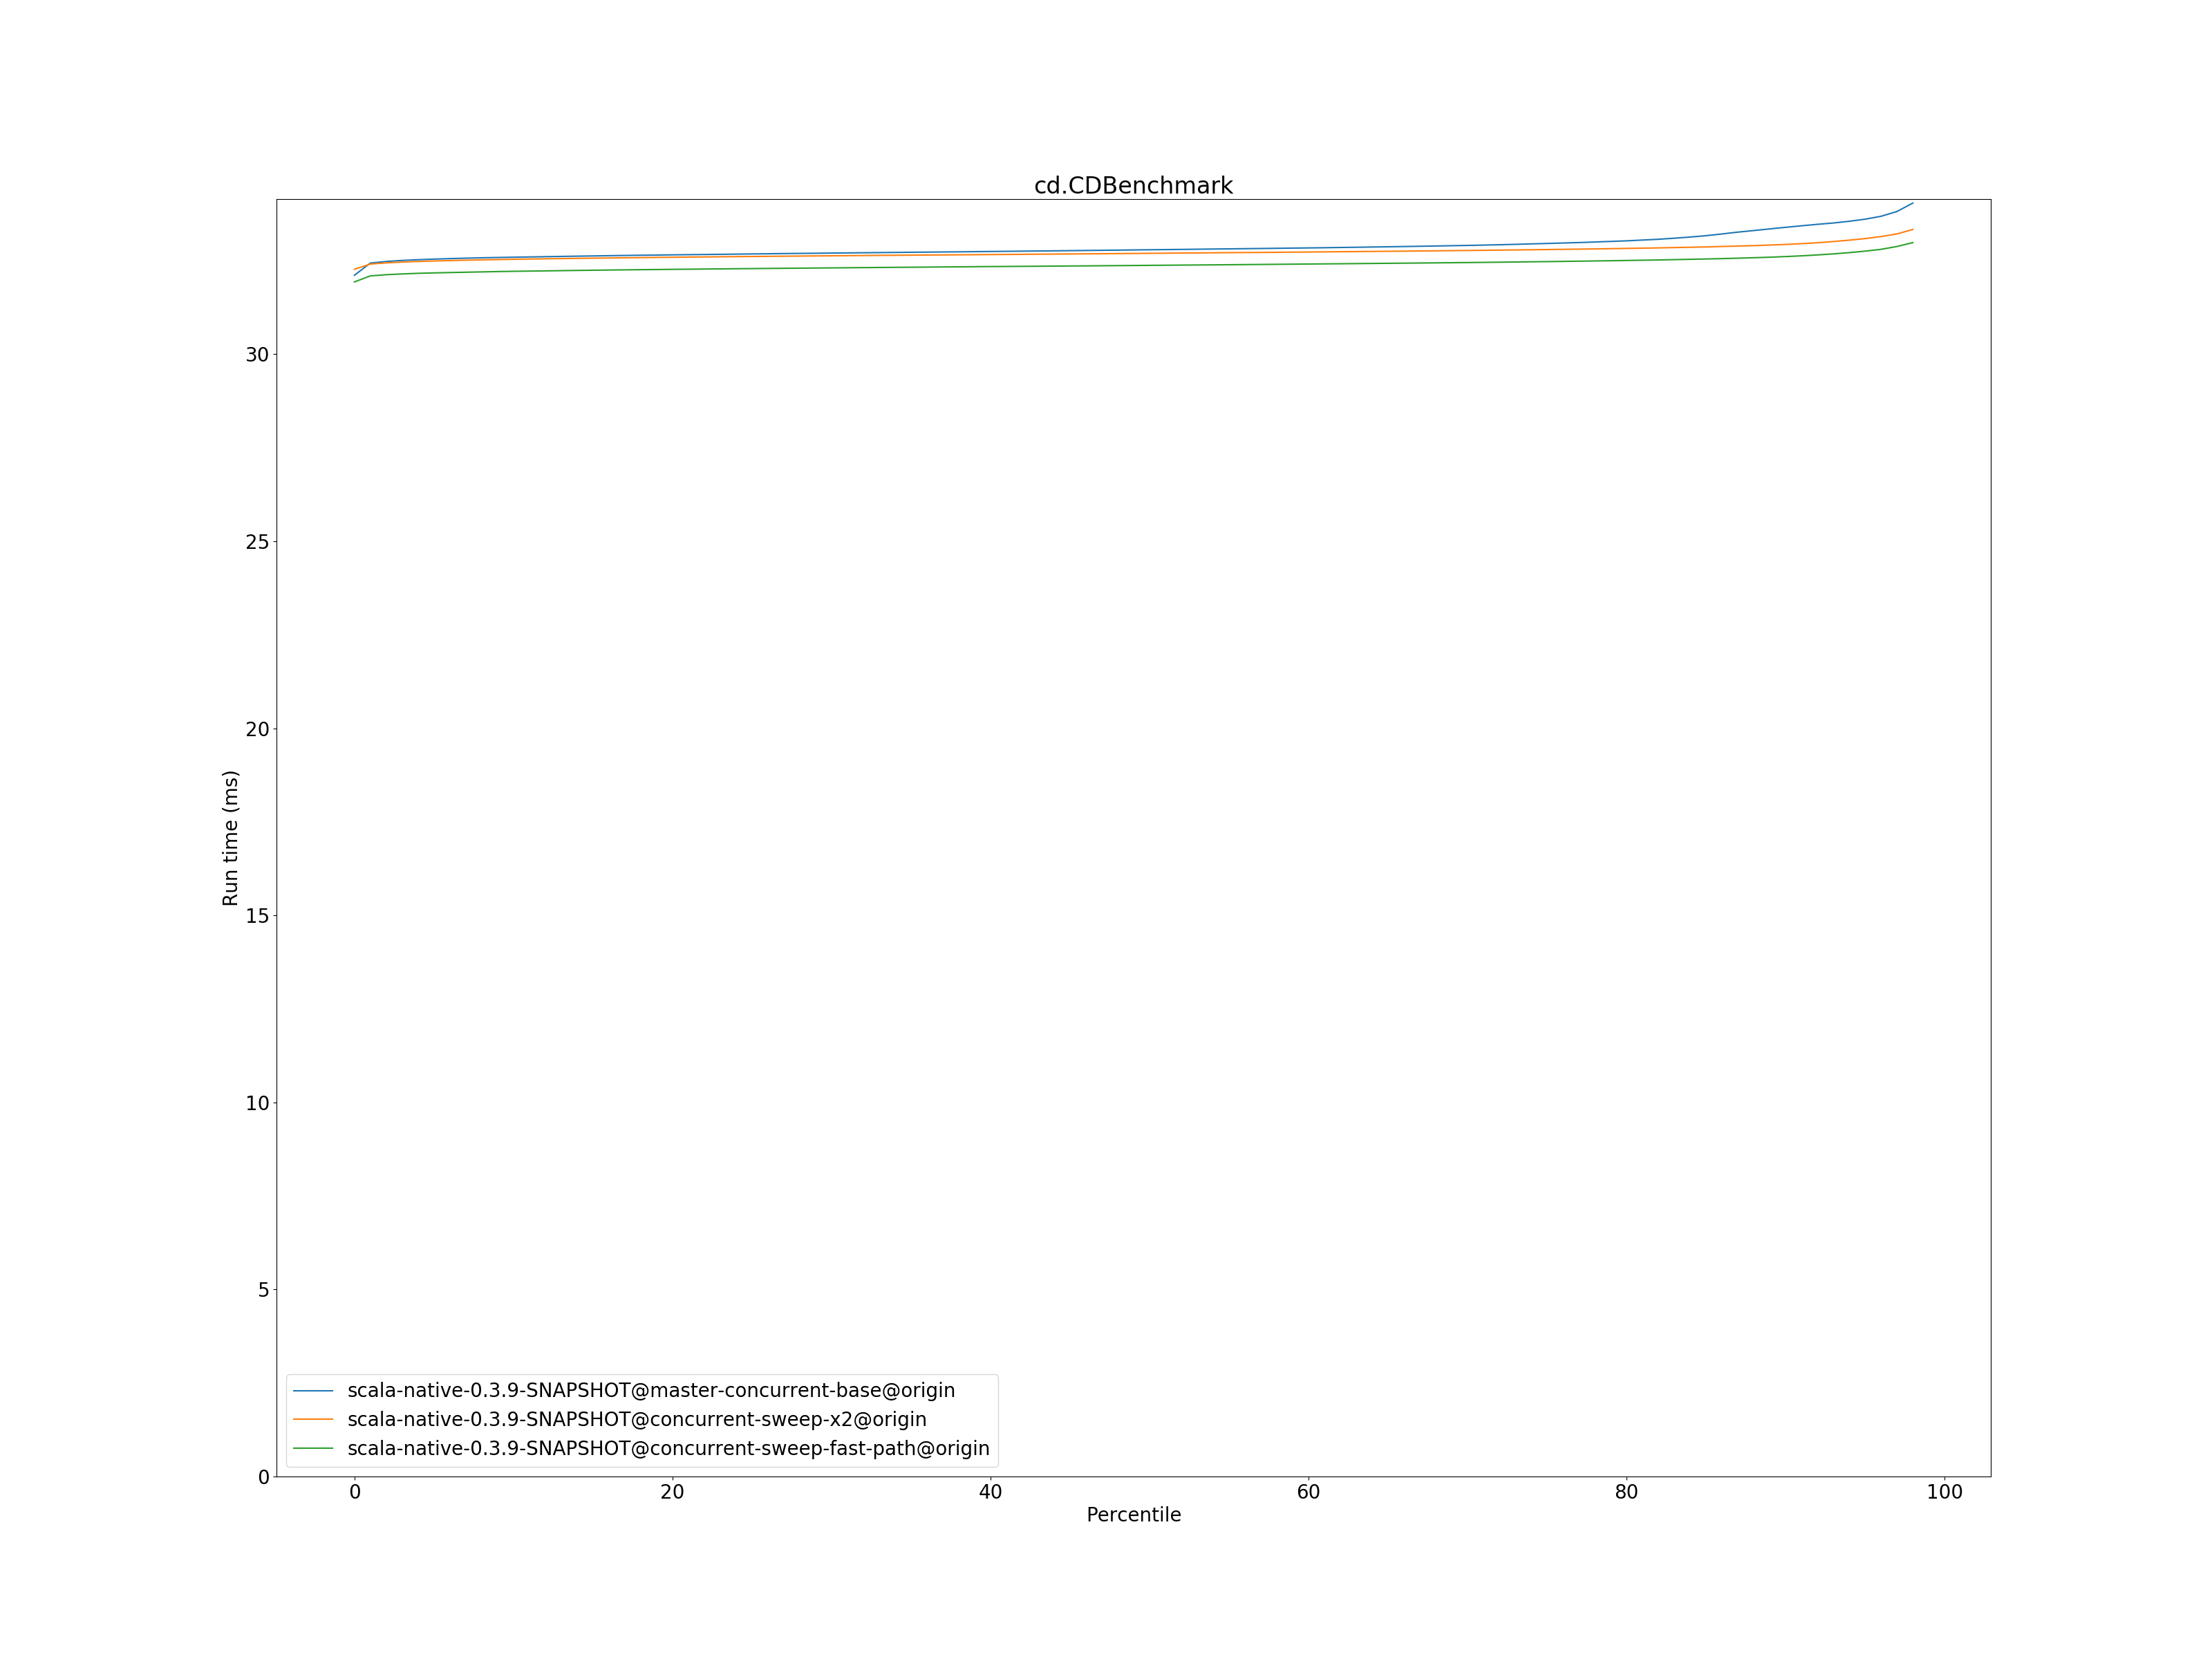 cd.CDBenchmark
Run time (ms)
30
25
20
15
10
5
0
scala-native-0.3.9-SNAPSHOT@master-concurrent-base@origin
scala-native-0.3.9-SNAPSHOT@concurrent-sweep-x2@origin
scala-native-0.3.9-SNAPSHOT@concurrent-sweep-fast-path@origin
0 20 40 60 80 100
Percentile